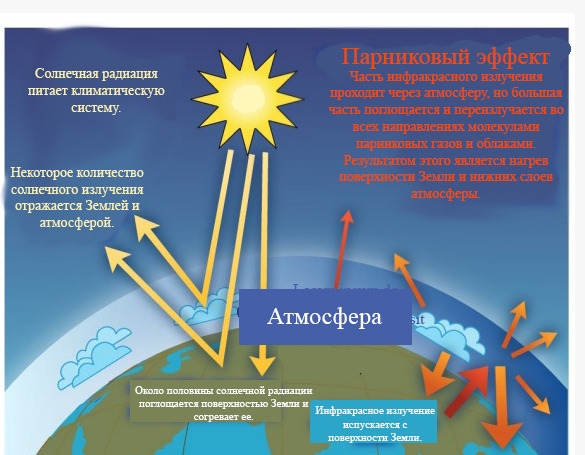 Солнечная радиация
питает климатическую
систему.
Парниковый эффект
Часть инфракрасного излучения
проходит через атмосферу, но большая
часть поглощается и переизлучается во
всех направлениях молекулами
парниковых газов и облаками.
Результатом этого является нагрев
поверхности Земли и нижних слоев
атмосферы.
Некоторое количество
солнечного излучения
отражается Землей и
атмосферой.
Атмосфера
Около половины солнечной радиации
поглощается поверхностью Земли и
согревает ее.
Инфракрасное излучение
испускается с
поверхности Земли.